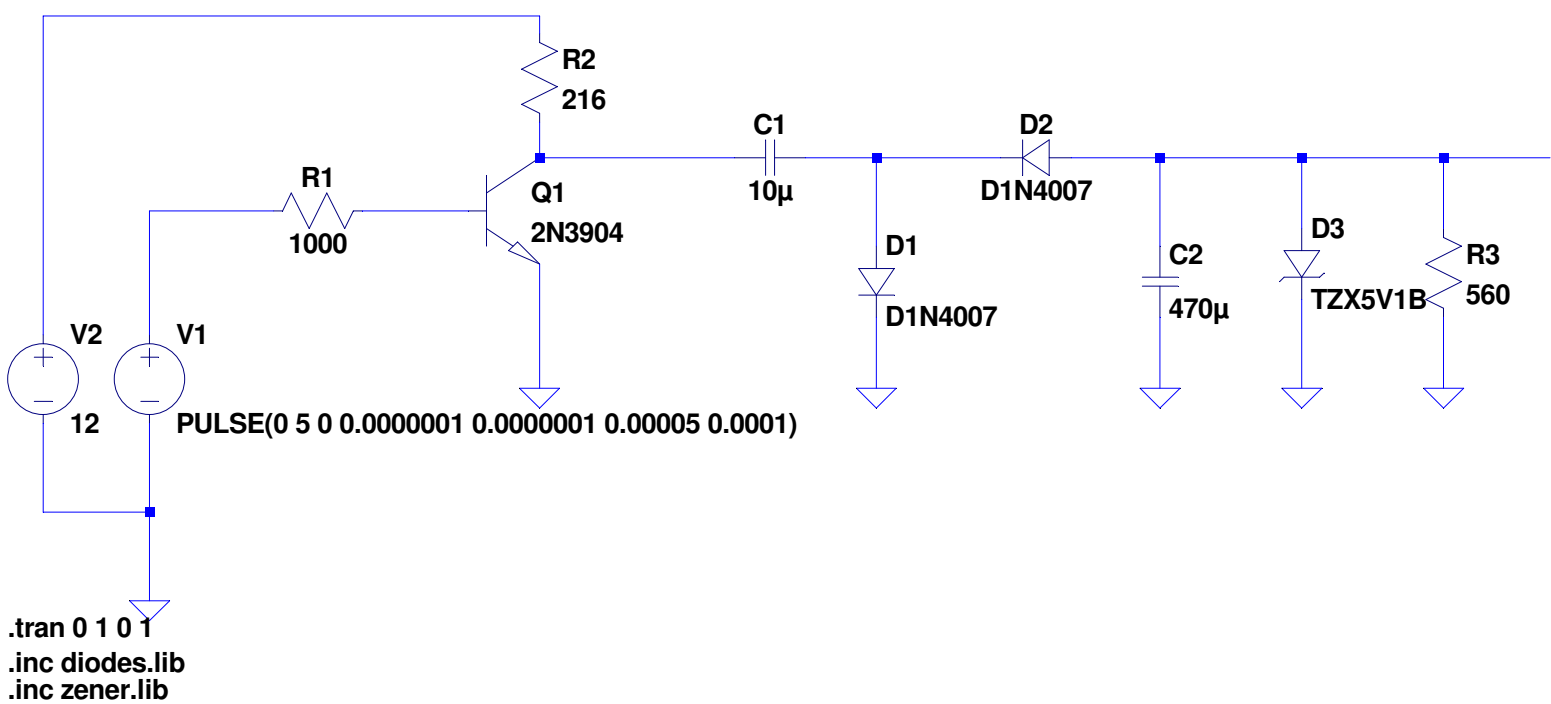 R2
216
C1
10µ
D2
D1N4007
R1
1000
Q1
2N3904
D1
D1N4007
C2
470µ
D3
TZX5V1B
R3
560
V2
12
V1
PULSE(0 5 0 0.0000001 0.0000001 0.00005 0.0001)
.tran 0 1 0 1
.inc diodes.lib
.inc zener.lib